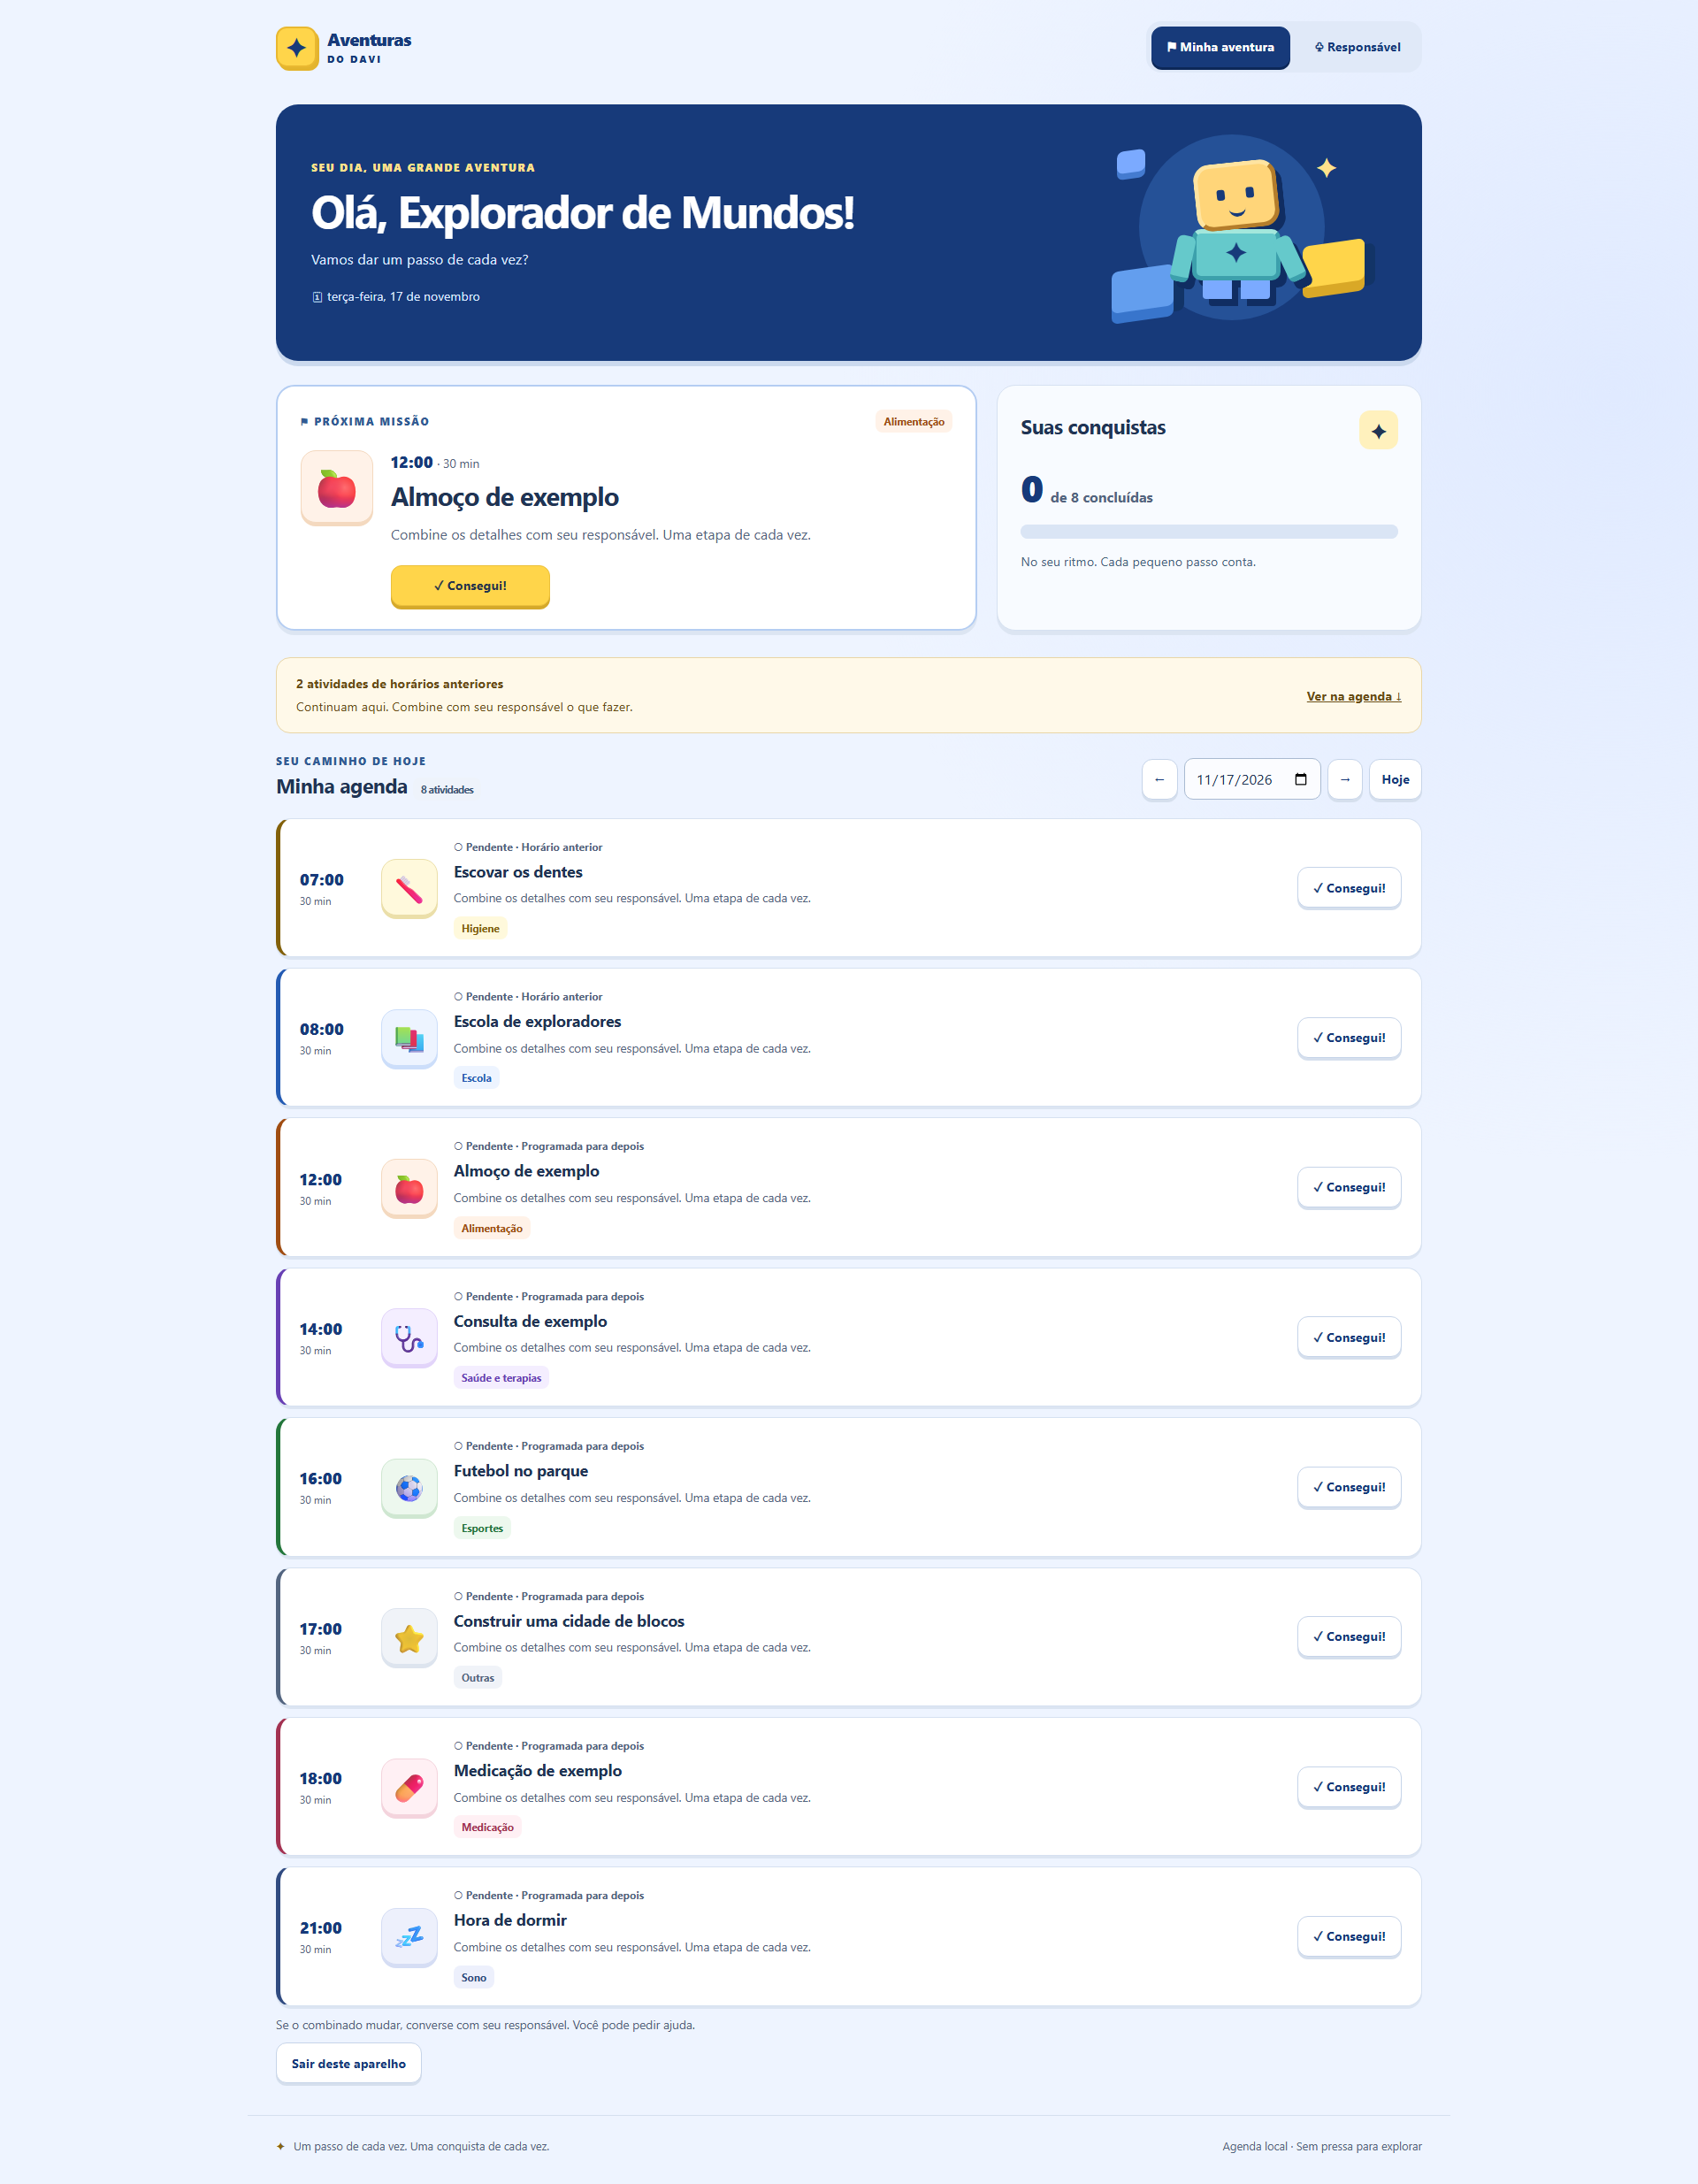 Aventuras
DO DAVI
Minha aventura
Responsável
SEU DIA, UMA GRANDE AVENTURA
Olá, Explorador de Mundos!
Vamos dar um passo de cada vez?
terça-feira, 17 de novembro
PRÓXIMA MISSÃO
Alimentação
12:00 · 30 min
Almoço de exemplo
Combine os detalhes com seu responsável. Uma etapa de cada vez.
✓ Consegui!
Suas conquistas
0 de 8 concluídas
No seu ritmo. Cada pequeno passo conta.
2 atividades de horários anteriores
Continuam aqui. Combine com seu responsável o que fazer.
Ver na agenda ↓
SEU CAMINHO DE HOJE
Minha agenda 8 atividades
← 11/17/2026 → Hoje
07:00
30 min
○ Pendente · Horário anterior
Escovar os dentes
Combine os detalhes com seu responsável. Uma etapa de cada vez.
Higiene
✓ Consegui!
08:00
30 min
○ Pendente · Horário anterior
Escola de exploradores
Combine os detalhes com seu responsável. Uma etapa de cada vez.
Escola
✓ Consegui!
12:00
30 min
○ Pendente · Programada para depois
Almoço de exemplo
Combine os detalhes com seu responsável. Uma etapa de cada vez.
Alimentação
✓ Consegui!
14:00
30 min
○ Pendente · Programada para depois
Consulta de exemplo
Combine os detalhes com seu responsável. Uma etapa de cada vez.
Saúde e terapias
✓ Consegui!
16:00
30 min
○ Pendente · Programada para depois
Futebol no parque
Combine os detalhes com seu responsável. Uma etapa de cada vez.
Esportes
✓ Consegui!
17:00
30 min
○ Pendente · Programada para depois
Construir uma cidade de blocos
Combine os detalhes com seu responsável. Uma etapa de cada vez.
Outras
✓ Consegui!
18:00
30 min
○ Pendente · Programada para depois
Medicação de exemplo
Combine os detalhes com seu responsável. Uma etapa de cada vez.
Medicação
✓ Consegui!
21:00
30 min
○ Pendente · Programada para depois
Hora de dormir
Combine os detalhes com seu responsável. Uma etapa de cada vez.
Sono
✓ Consegui!
Se o combinado mudar, converse com seu responsável. Você pode pedir ajuda.
Sair deste aparelho
Um passo de cada vez. Uma conquista de cada vez.
Agenda local · Sem pressa para explorar